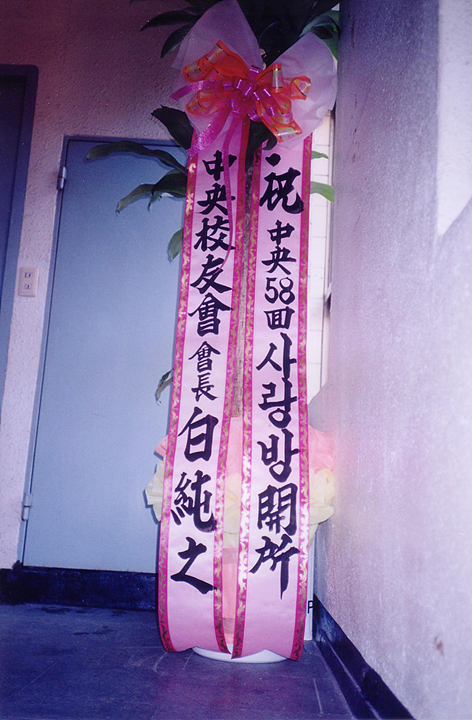 祝 中央58回 사랑방 開所
中央校友會 會長 白純之